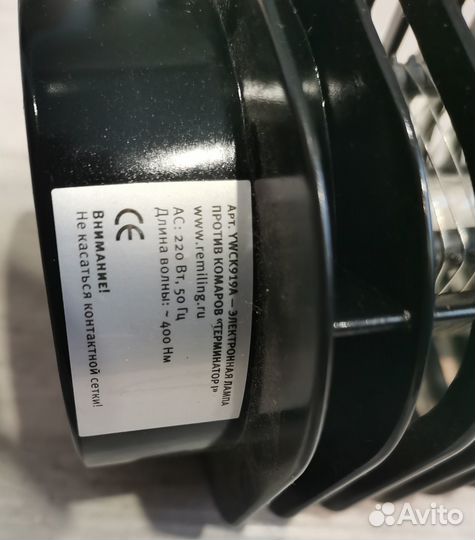 Арт. YWCK919A – ЭЛЕКТРОННАЯ ЛАМПА
ПРОТИВ КОМАРОВ «ТЕРМИНАТОР1»
www.remiling.ru
AC: 220 Вт, 50 Гц
Длина волны: ~ 400 Нм
CE
Внимание!
Не касаться контактной сетки!
Avito